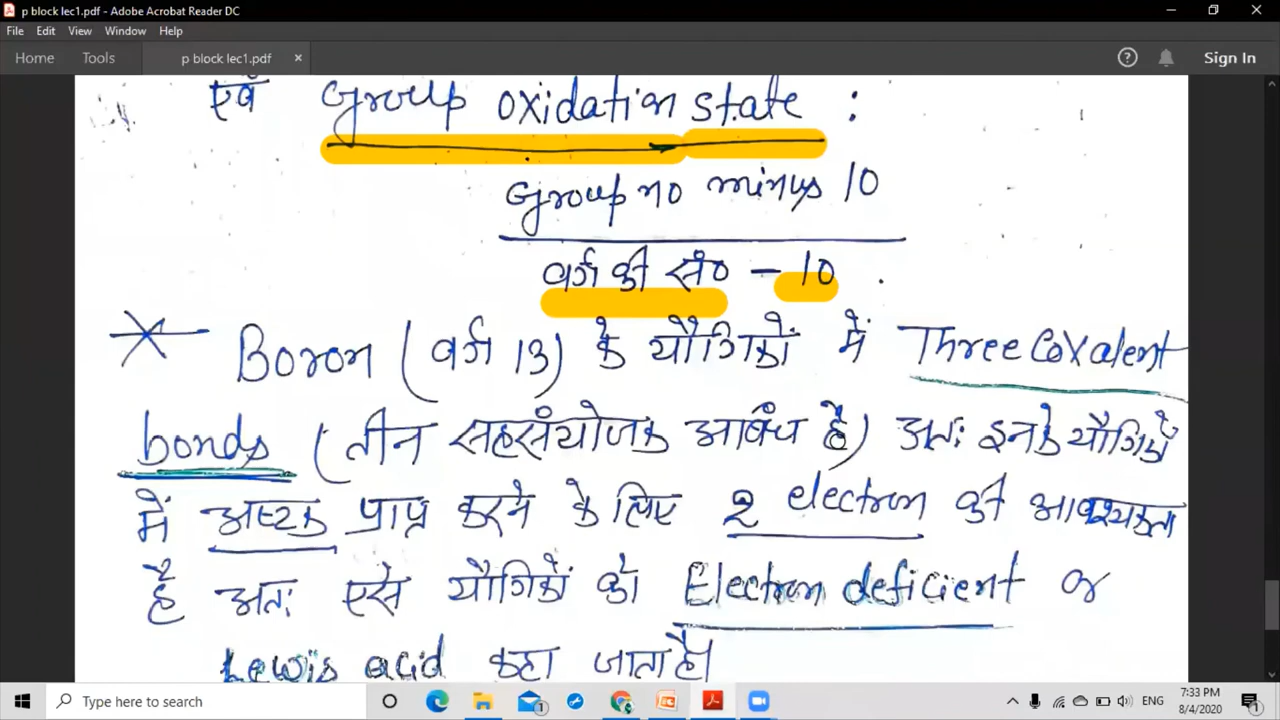 p block lec1.pdf - Adobe Acrobat Reader DC
File Edit View Window Help
Home Tools p block lec1.pdf × Sign In
एवं Group oxidation state :
Group no minus 10
वर्ग की सं० – 10 .
Boron (वर्ग 13) के यौगिकों में Three Covalent
bonds (तीन सहसंयोजक आबंध है) अतः इनके यौगिकों
में अष्टक प्राप्त करने के लिए 2 electron की आवश्यकता
है अतः ऐसे यौगिकों को Electron deficient or
Lewis acid कहा जाता है।
Type here to search
ENG
7:33 PM
8/4/2020